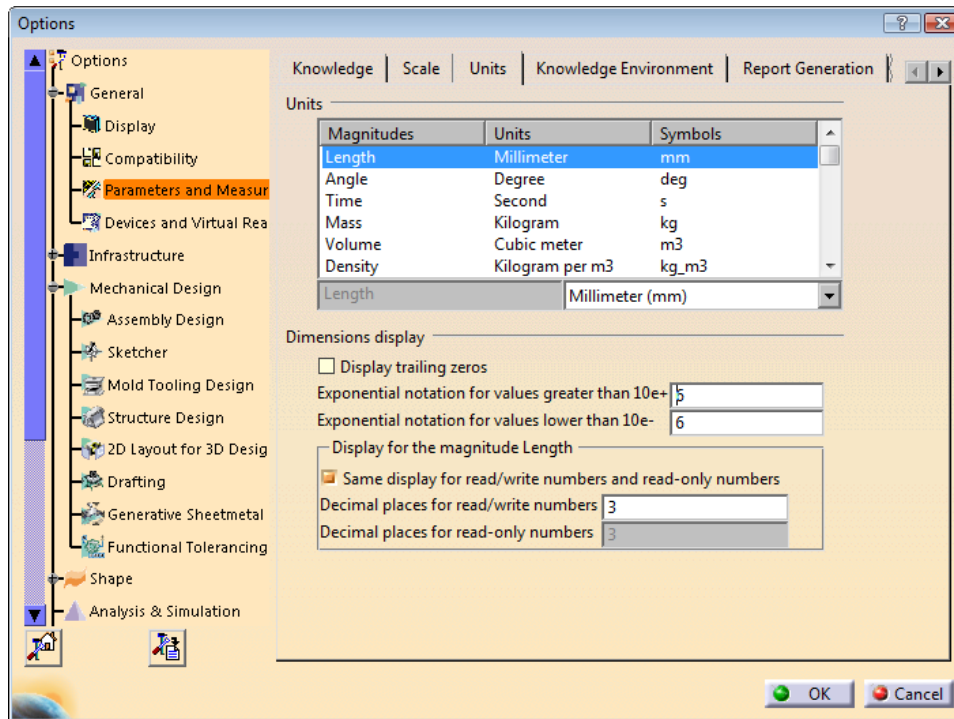 Options
Options
General
Display
Compatibility
Parameters and Measur
Devices and Virtual Rea
Infrastructure
Mechanical Design
Assembly Design
Sketcher
Mold Tooling Design
Structure Design
2D Layout for 3D Desig
Drafting
Generative Sheetmetal
Functional Tolerancing
Shape
Analysis & Simulation
Knowledge Scale Units Knowledge Environment Report Generation
Units
Magnitudes Units Symbols
Length Millimeter mm
Angle Degree deg
Time Second s
Mass Kilogram kg
Volume Cubic meter m3
Density Kilogram per m3 kg_m3
Length Millimeter (mm)
Dimensions display
Display trailing zeros
Exponential notation for values greater than 10e+
Exponential notation for values lower than 10e- 6
Display for the magnitude Length
Same display for read/write numbers and read-only numbers
Decimal places for read/write numbers 3
Decimal places for read-only numbers 3
OK Cancel